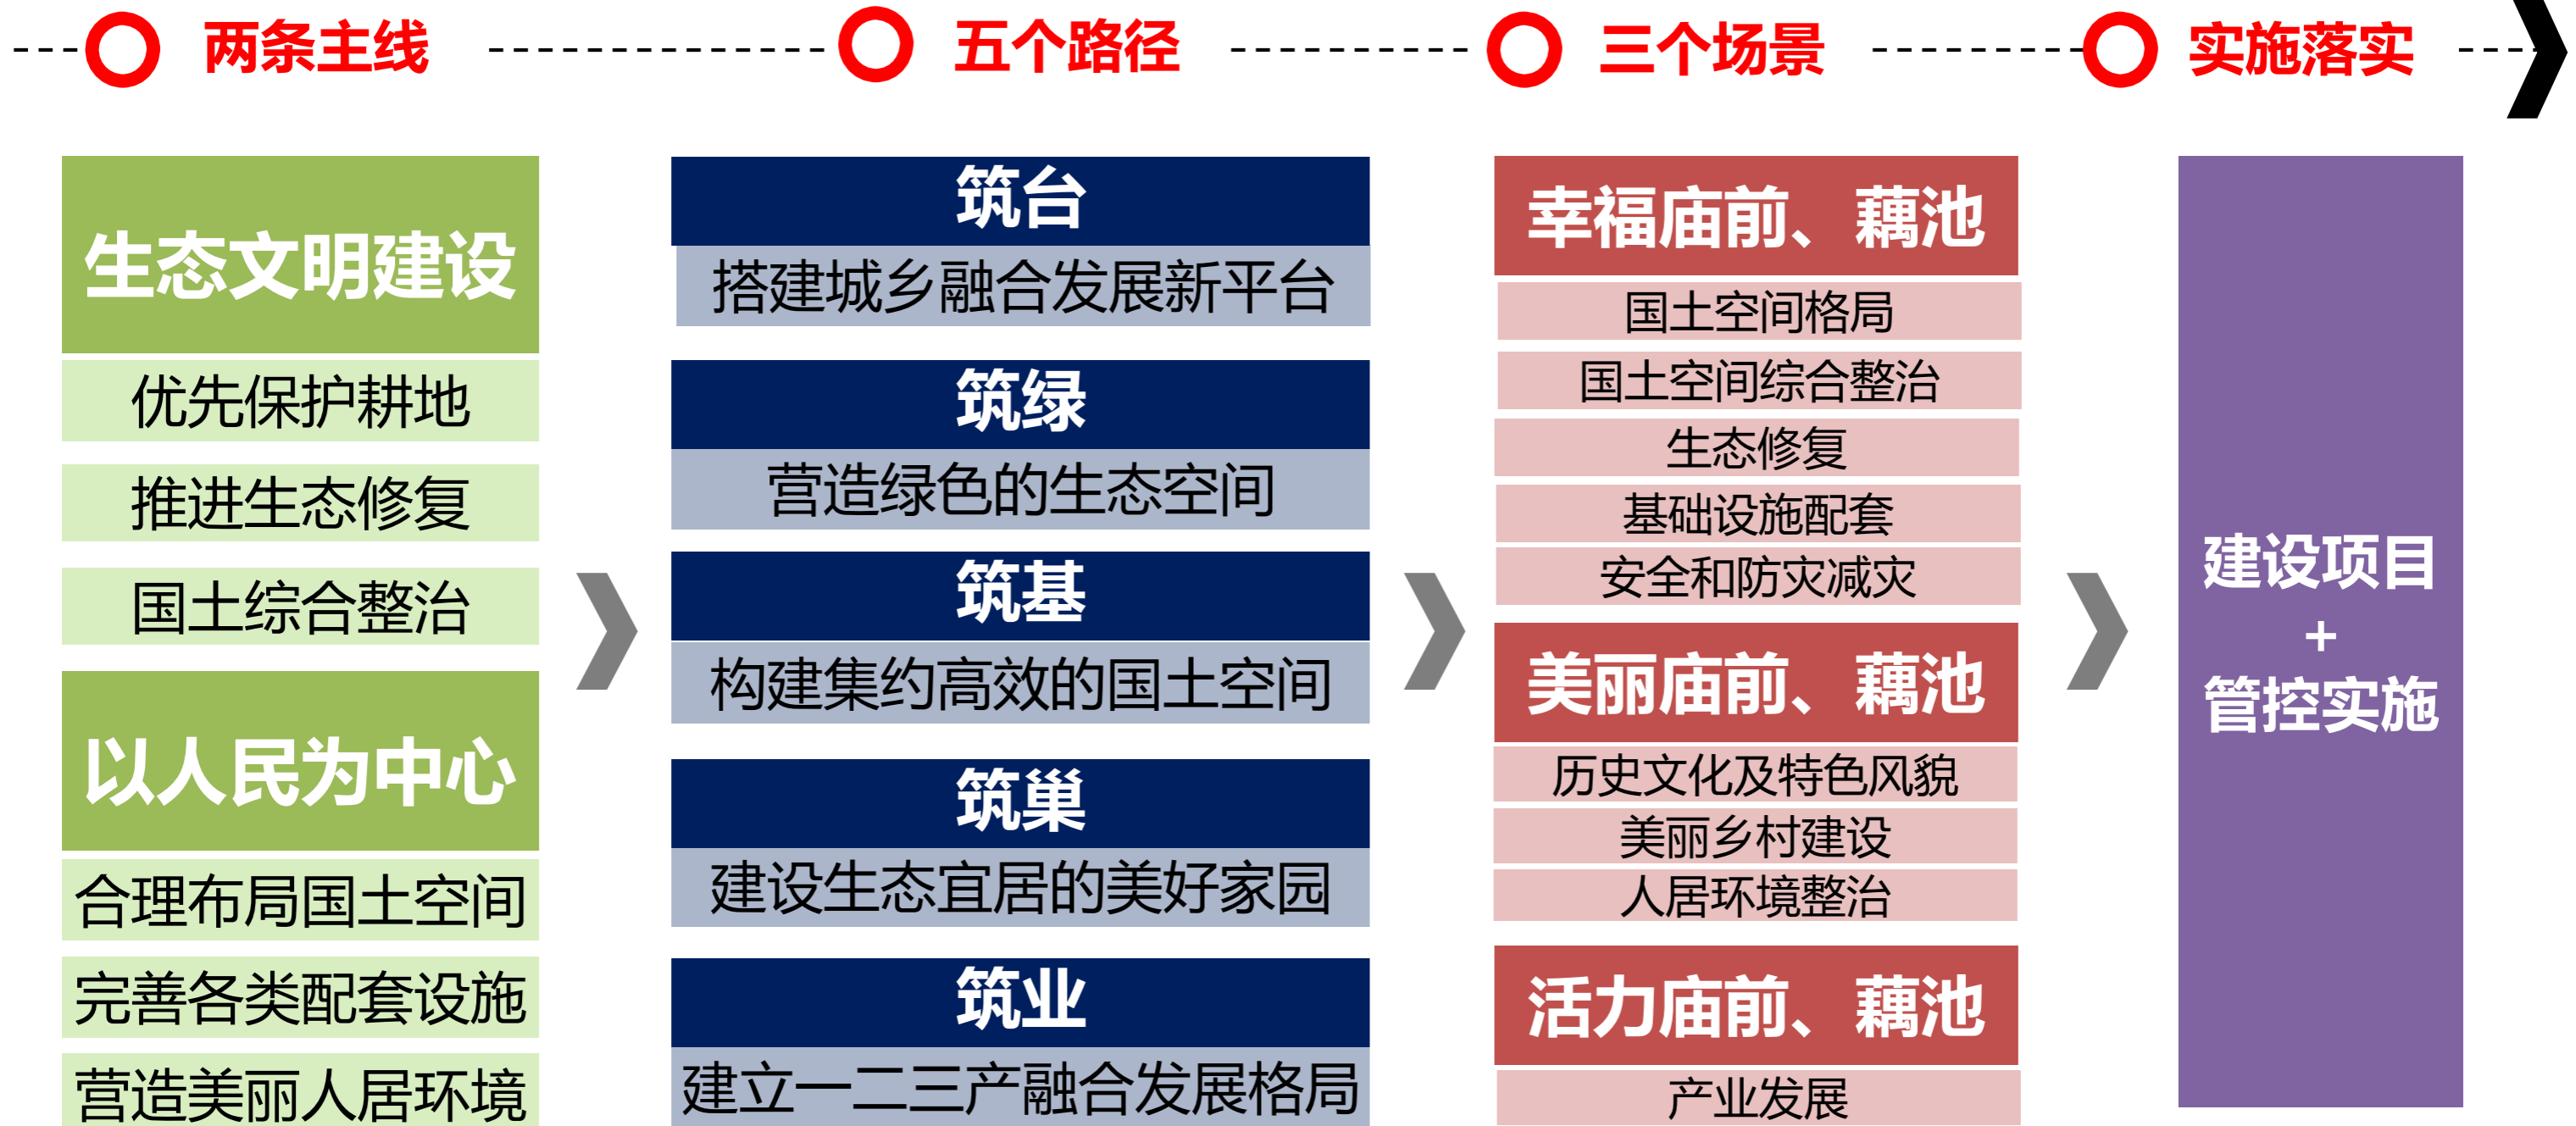 两条主线
五个路径
三个场景
实施落实
生态文明建设
优先保护耕地
推进生态修复
国土综合整治
以人民为中心
合理布局国土空间
完善各类配套设施
营造美丽人居环境
筑台
搭建城乡融合发展新平台
筑绿
营造绿色的生态空间
筑基
构建集约高效的国土空间
筑巢
建设生态宜居的美好家园
筑业
建立一二三产融合发展格局
幸福庙前、藕池
国土空间格局
国土空间综合整治
生态修复
基础设施配套
安全和防灾减灾
美丽庙前、藕池
历史文化及特色风貌
美丽乡村建设
人居环境整治
活力庙前、藕池
产业发展
建设项目
+
管控实施